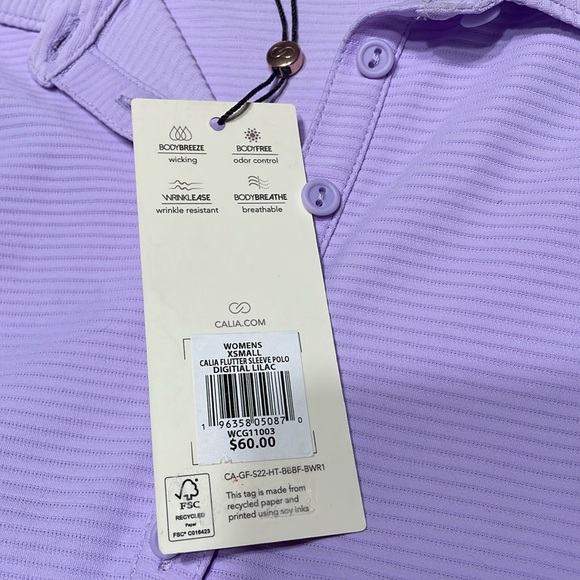 BODYBREEZE
wicking
BODYFREE
odor control
WRINKLEASE
wrinkle resistant
BODYBREATHE
breathable
CALIA.COM
WOMENS
XSMALL
CALIA FLUTTER SLEEVE POLO
DIGITIAL LILAC
1 96358 05087 0
WCG11003
$60.00
CA-GF-S22-HT-BBBF-BWR1
FSC
RECYCLED
Paper
FSC® C016423
This tag is made from
recycled paper and
printed using soy inks